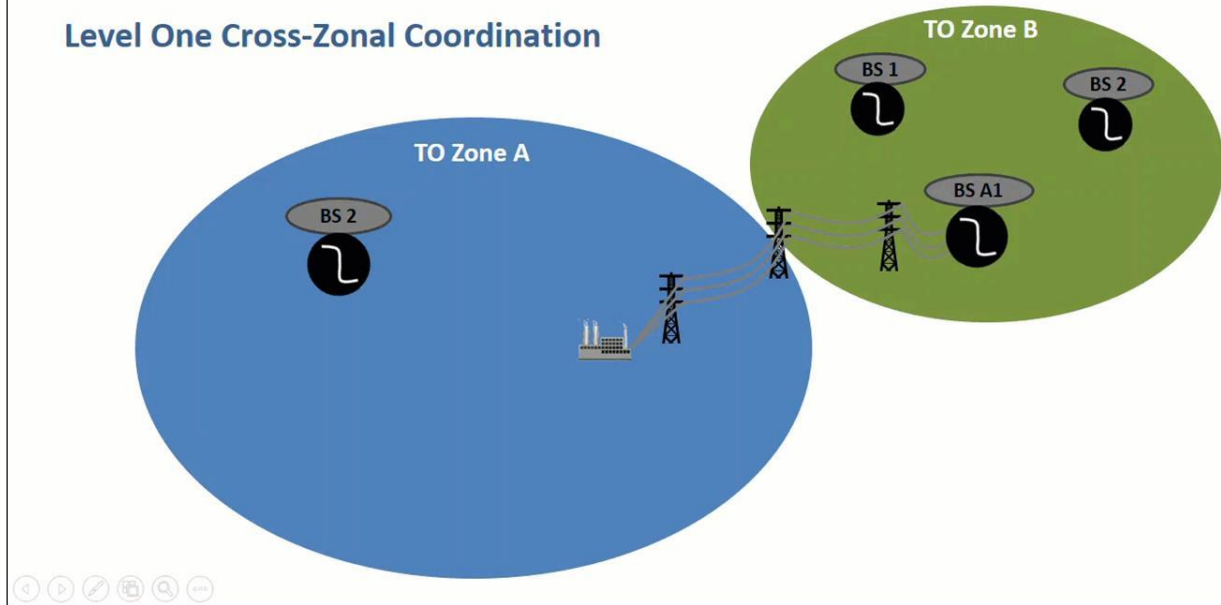 Level One Cross-Zonal Coordination
TO Zone B
BS 1
BS 2
TO Zone A
BS A1
BS 2